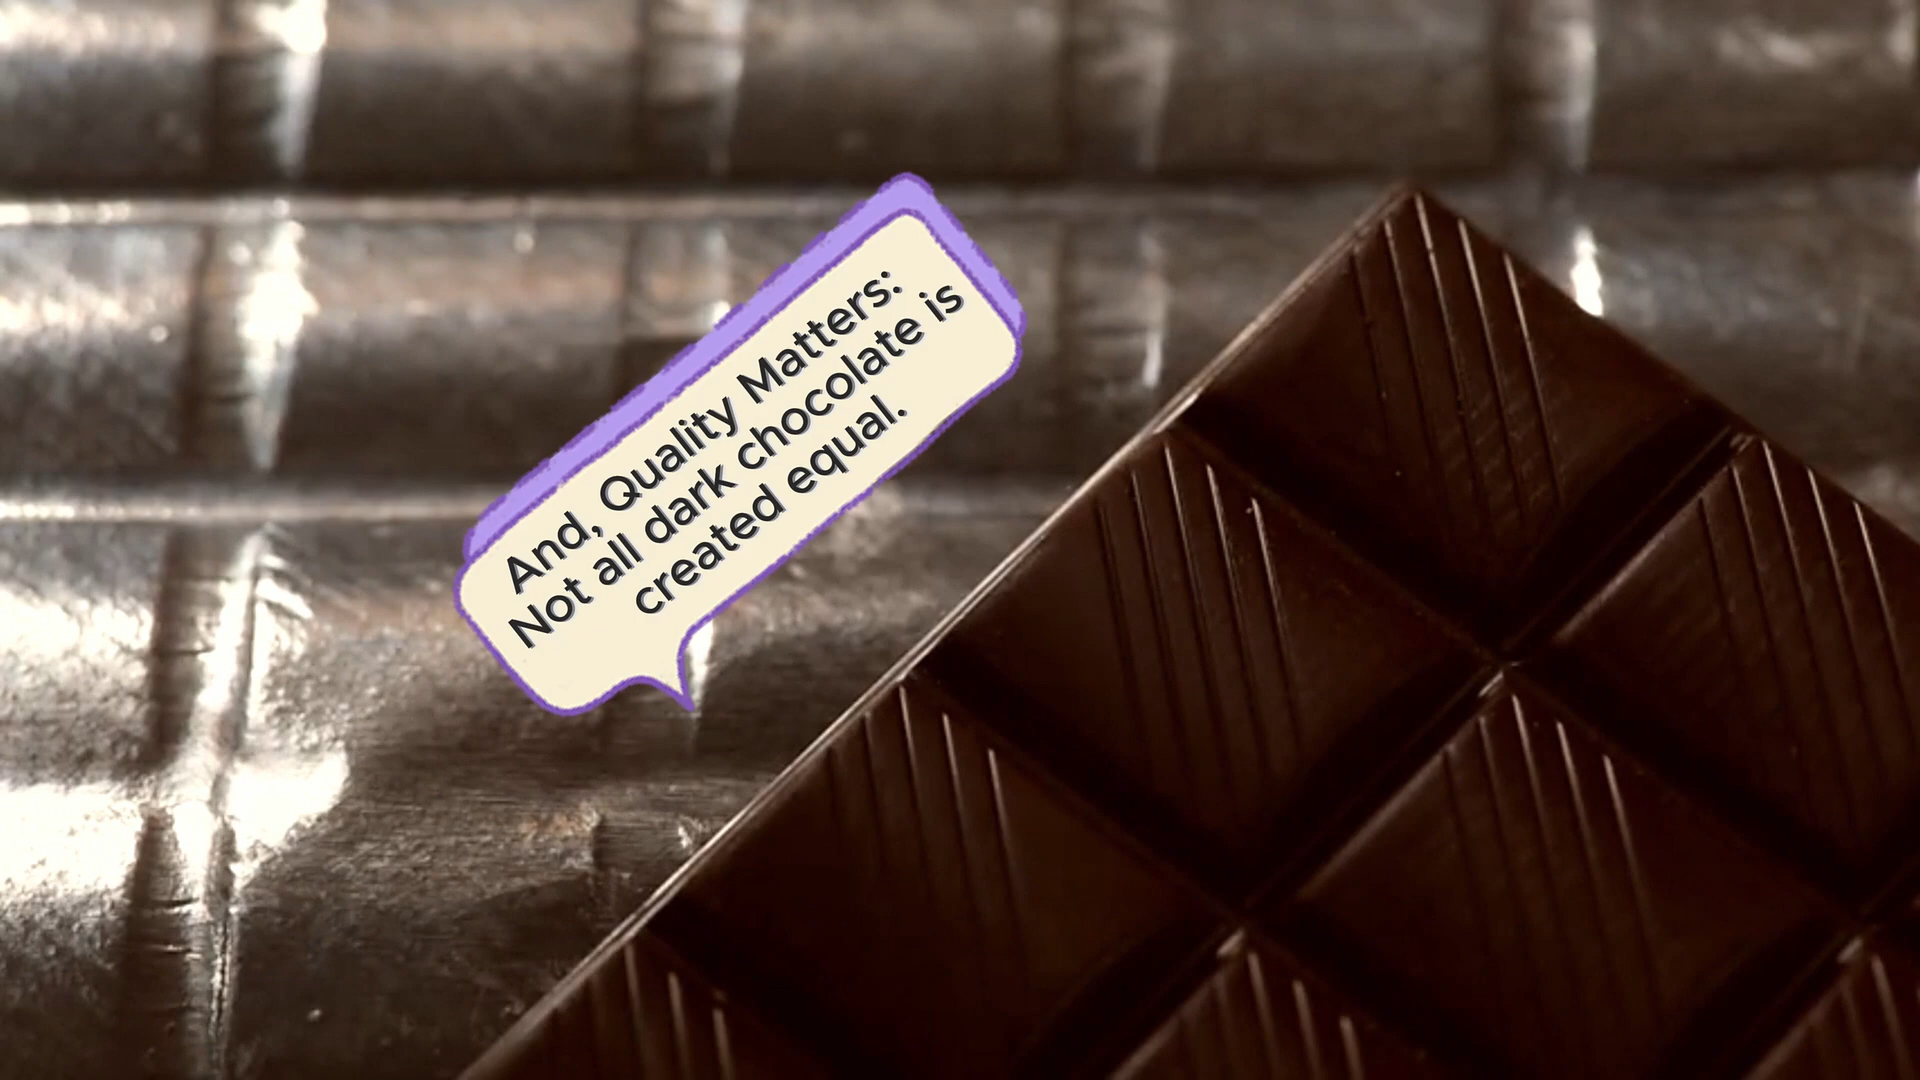 And, Quality Matters:
Not all dark chocolate is
created equal.